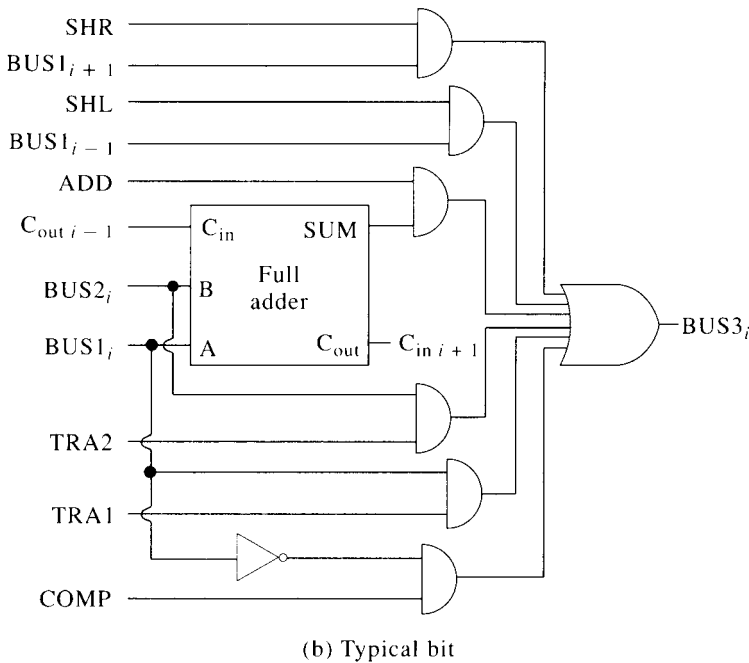 SHR
BUS1i + 1
SHL
BUS1i − 1
ADD
Cout i − 1
Cin
SUM
BUS2i
B
Full
adder
BUS3i
BUS1i
A
Cout
Cin i + 1
TRA2
TRA1
COMP
(b) Typical bit